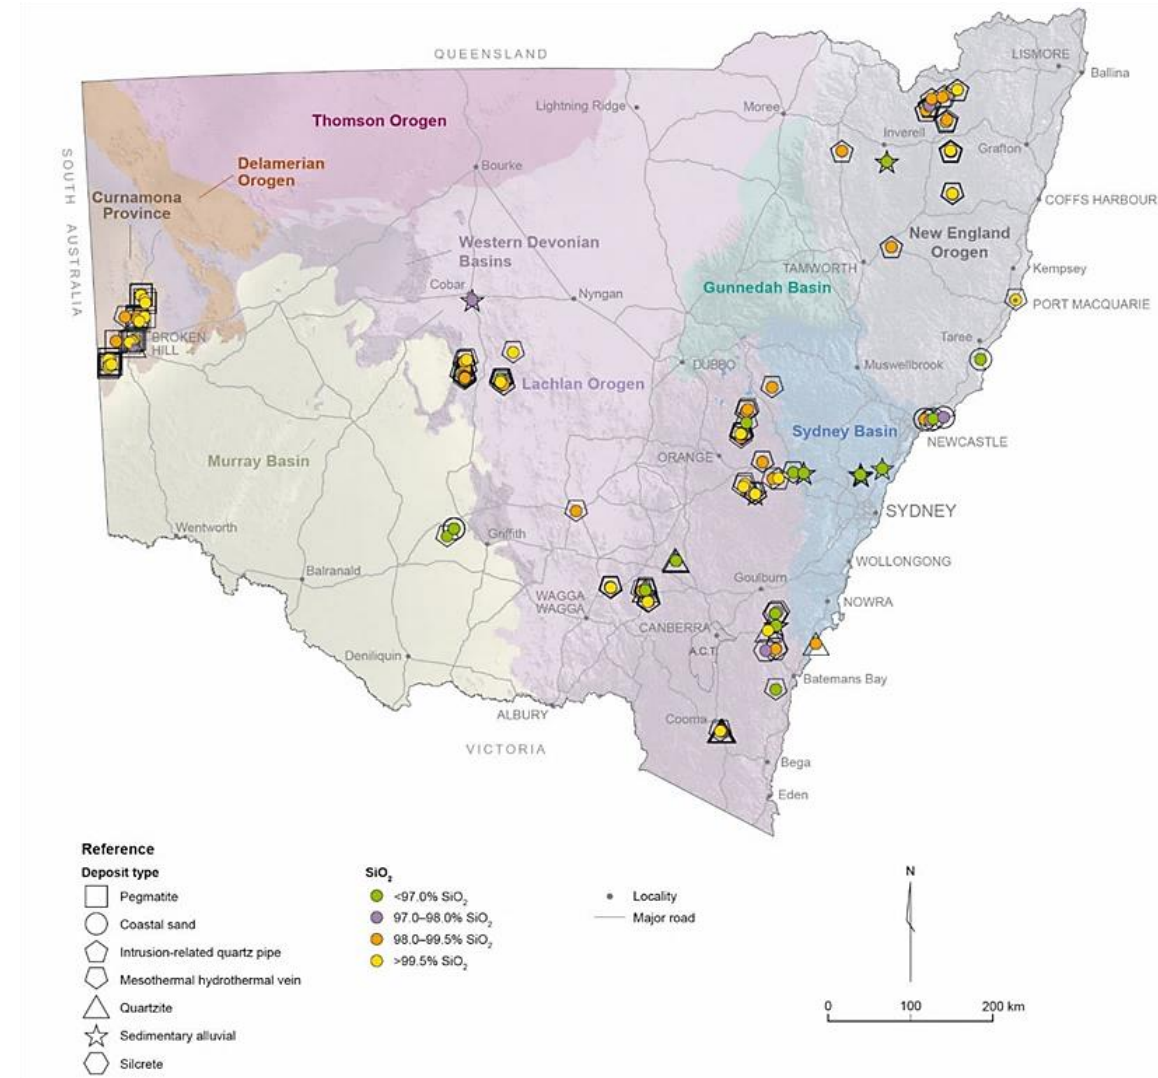 QUEENSLAND
LISMORE
Ballina
Lightning Ridge
Moree
Thomson Orogen
Inverell
Grafton
SOUTH AUSTRALIA
Delamerian
Orogen
Bourke
Curnamona
Province
COFFS HARBOUR
New England
Orogen
Western Devonian
Basins
TAMWORTH
Kempsey
Cobar
Nyngan
Gunnedah Basin
PORT MACQUARIE
BROKEN
HILL
Taree
DUBBO
Muswellbrook
Lachlan Orogen
Sydney Basin
NEWCASTLE
Murray Basin
ORANGE
SYDNEY
Wentworth
Griffith
WOLLONGONG
Balranald
Goulburn
WAGGA
WAGGA
NOWRA
CANBERRA
A.C.T.
Deniliquin
Batemans Bay
ALBURY
Cooma
VICTORIA
Bega
Eden
Reference
Deposit type
Pegmatite
Coastal sand
Intrusion-related quartz pipe
Mesothermal hydrothermal vein
Quartzite
Sedimentary alluvial
Silcrete
SiO₂
<97.0% SiO₂
97.0–98.0% SiO₂
98.0–99.5% SiO₂
>99.5% SiO₂
Locality
Major road
N
0 100 200 km